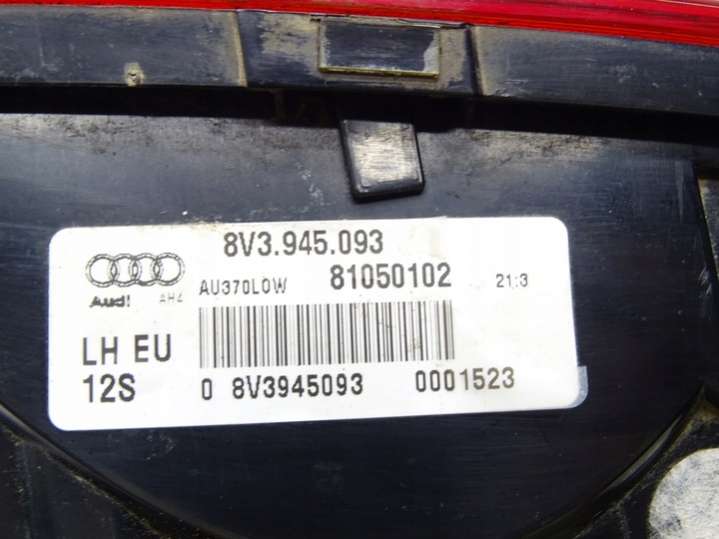 8V3.945.093
Audi AH4 AU370LOW 81050102 21:3
LH EU
12S 0 8V3945093 0001523